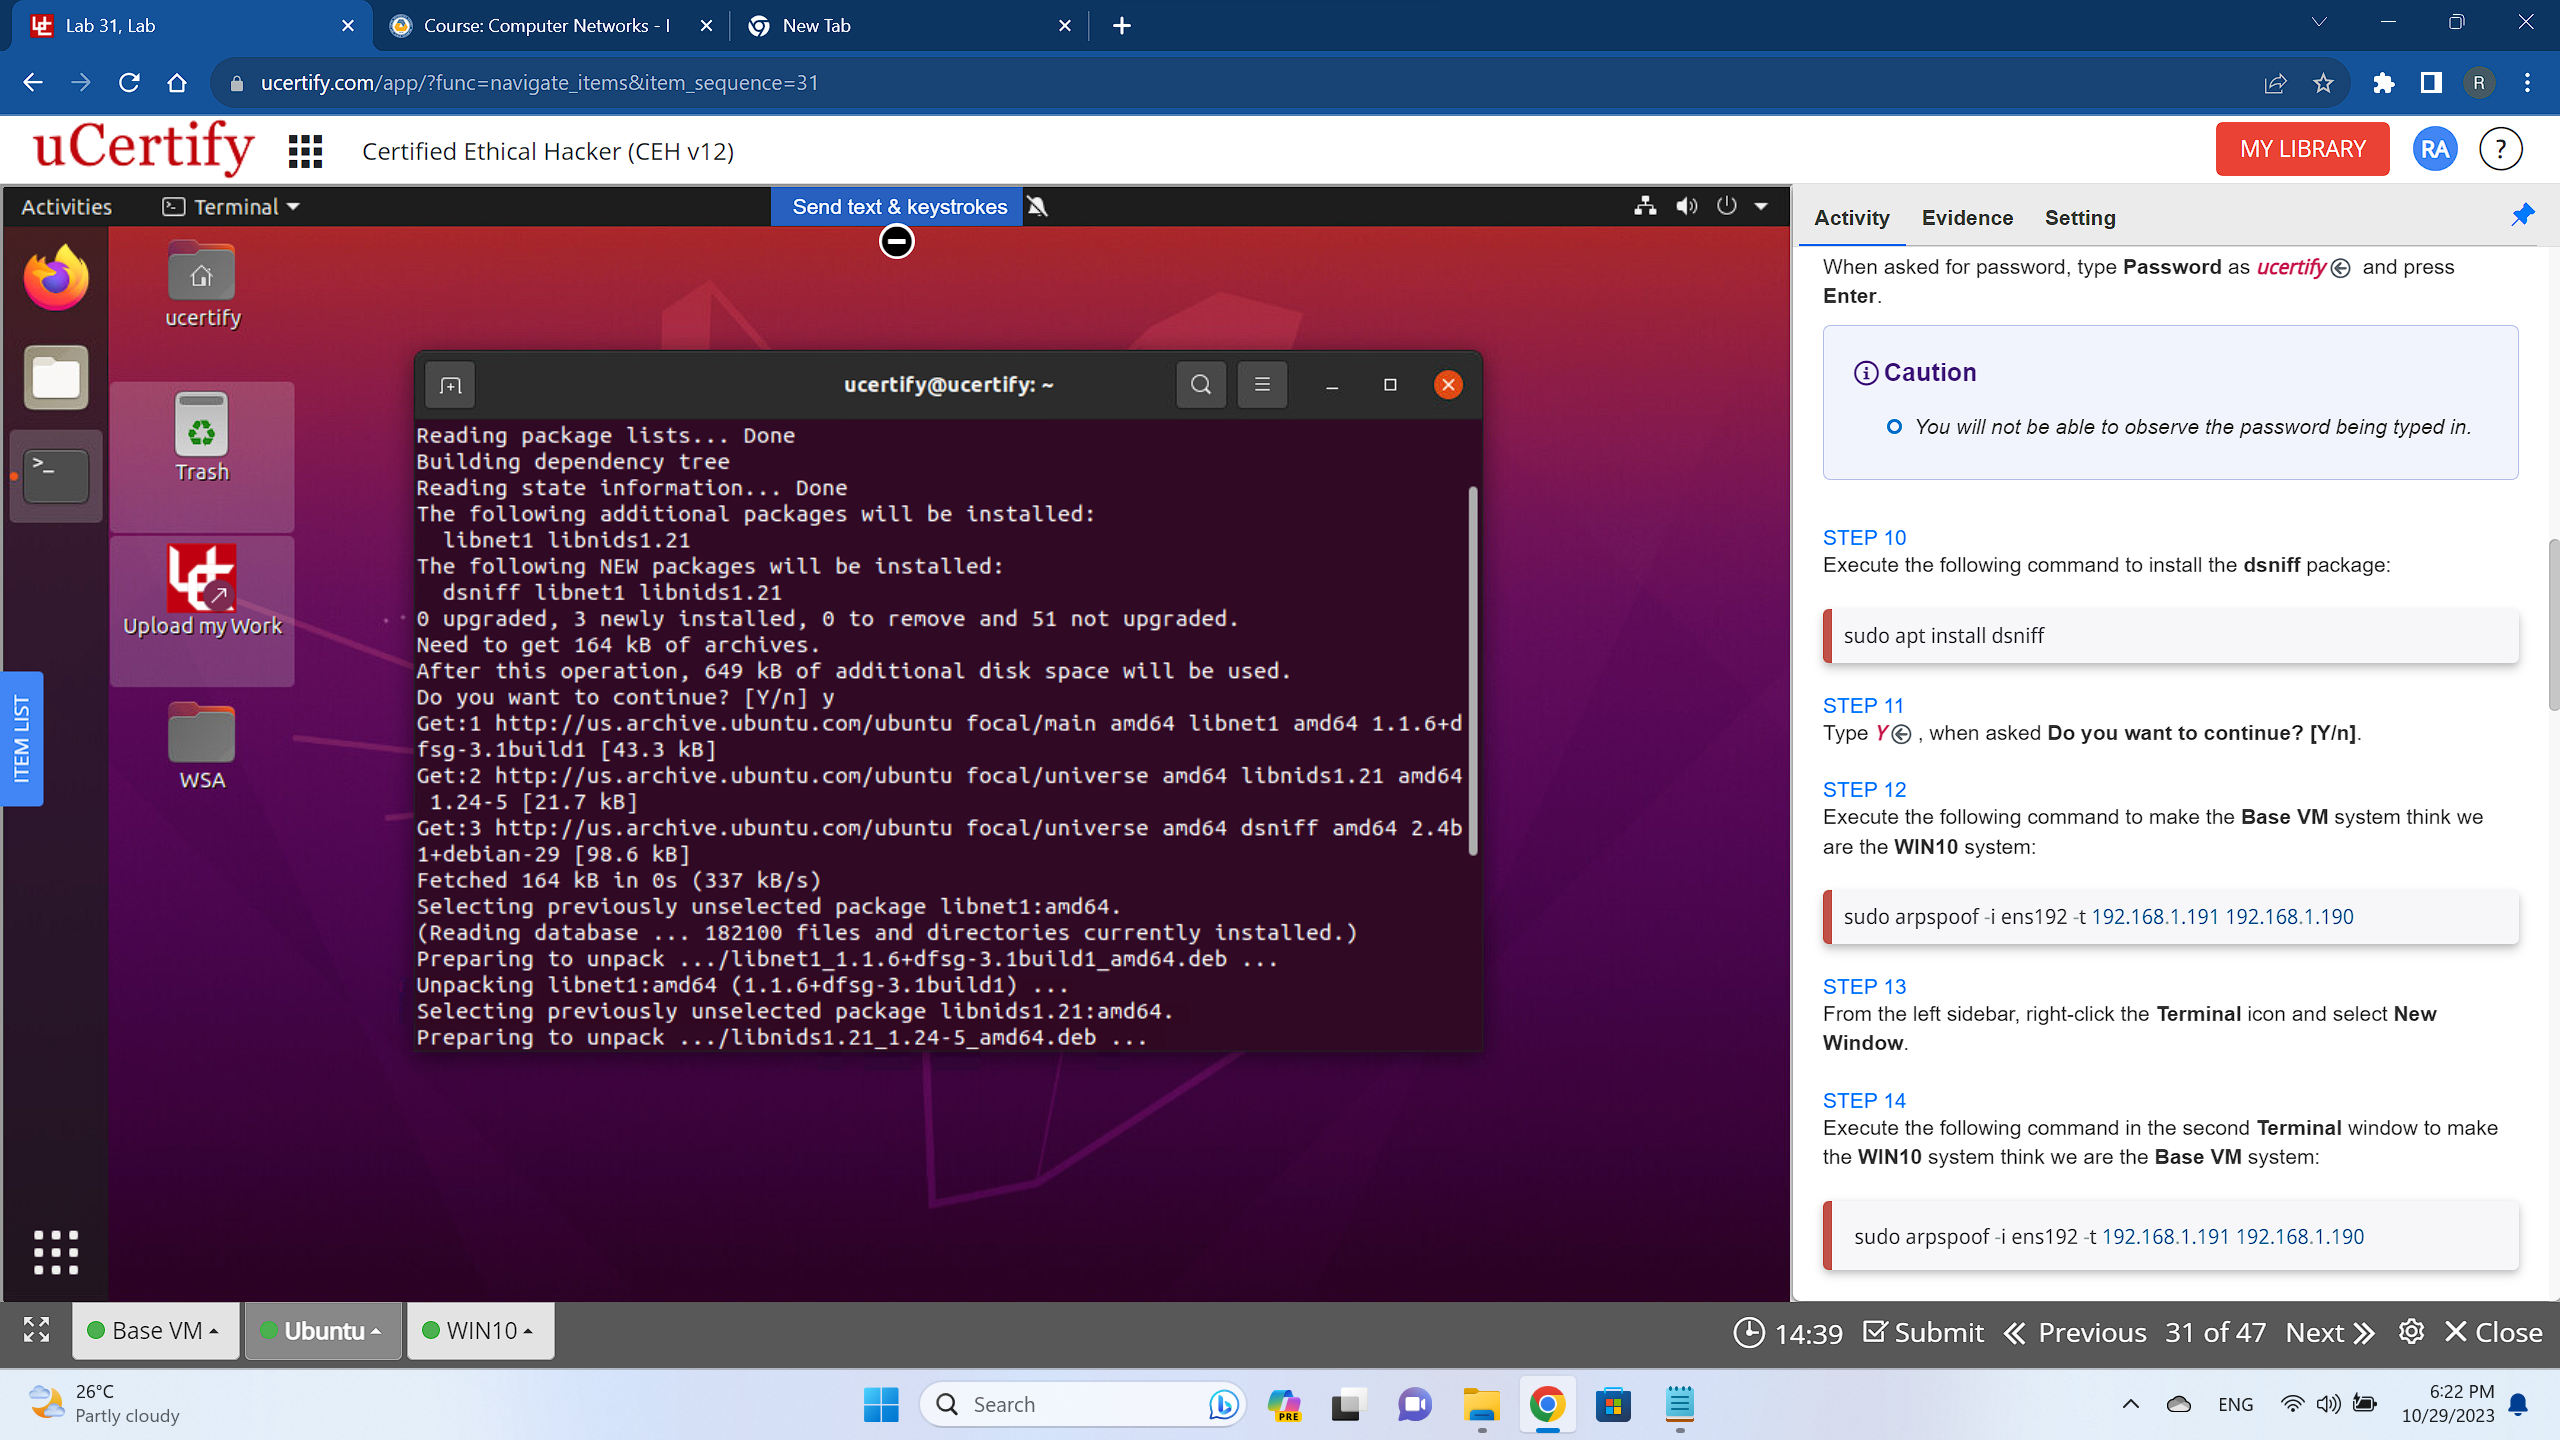 Lab 31, Lab
Course: Computer Networks - I
New Tab
ucertify.com/app/?func=navigate_items&item_sequence=31
R
uCertify
Certified Ethical Hacker (CEH v12)
MY LIBRARY
RA
?
Activities
Terminal
Send text & keystrokes
Activity
Evidence
Setting
ucertify
Trash
Upload my Work
WSA
ITEM LIST
ucertify@ucertify: ~
Reading package lists... Done
Building dependency tree
Reading state information... Done
The following additional packages will be installed:
libnet1 libnids1.21
The following NEW packages will be installed:
dsniff libnet1 libnids1.21
0 upgraded, 3 newly installed, 0 to remove and 51 not upgraded.
Need to get 164 kB of archives.
After this operation, 649 kB of additional disk space will be used.
Do you want to continue? [Y/n] y
Get:1 http://us.archive.ubuntu.com/ubuntu focal/main amd64 libnet1 amd64 1.1.6+d
fsg-3.1build1 [43.3 kB]
Get:2 http://us.archive.ubuntu.com/ubuntu focal/universe amd64 libnids1.21 amd64
1.24-5 [21.7 kB]
Get:3 http://us.archive.ubuntu.com/ubuntu focal/universe amd64 dsniff amd64 2.4b
1+debian-29 [98.6 kB]
Fetched 164 kB in 0s (337 kB/s)
Selecting previously unselected package libnet1:amd64.
(Reading database ... 182100 files and directories currently installed.)
Preparing to unpack .../libnet1_1.1.6+dfsg-3.1build1_amd64.deb ...
Unpacking libnet1:amd64 (1.1.6+dfsg-3.1build1) ...
Selecting previously unselected package libnids1.21:amd64.
Preparing to unpack .../libnids1.21_1.24-5_amd64.deb ...
When asked for password, type Password as ucertify and press
Enter.
Caution
You will not be able to observe the password being typed in.
STEP 10
Execute the following command to install the dsniff package:
sudo apt install dsniff
STEP 11
Type Y , when asked Do you want to continue? [Y/n].
STEP 12
Execute the following command to make the Base VM system think we
are the WIN10 system:
sudo arpspoof -i ens192 -t 192.168.1.191 192.168.1.190
STEP 13
From the left sidebar, right-click the Terminal icon and select New
Window.
STEP 14
Execute the following command in the second Terminal window to make
the WIN10 system think we are the Base VM system:
sudo arpspoof -i ens192 -t 192.168.1.191 192.168.1.190
Base VM
Ubuntu
WIN10
14:39
Submit
Previous
31 of 47
Next
Close
26°C
Partly cloudy
Search
PRE
ENG
6:22 PM
10/29/2023